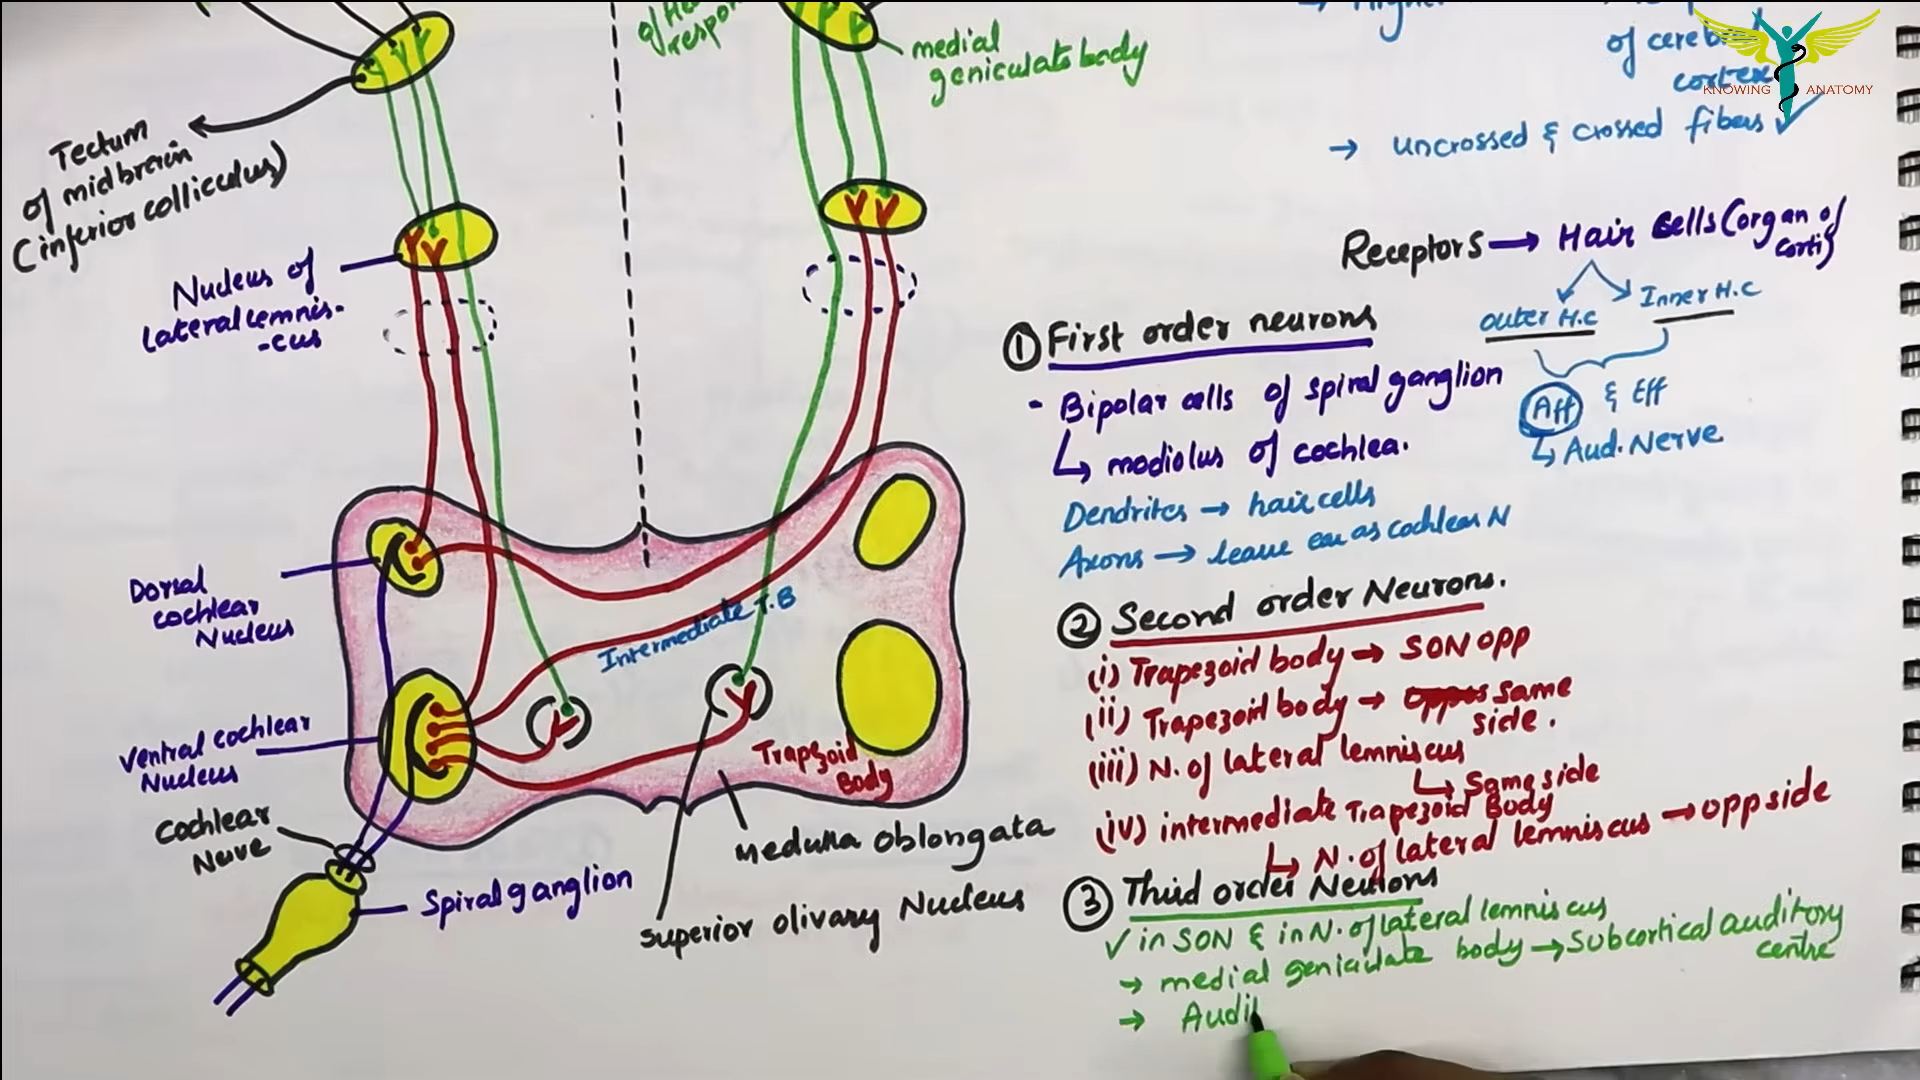 of
resp
medial
geniculate body
of cereb
cortex
KNOWING ANATOMY
→ uncrossed & crossed fibers ✓
Tectum
of midbrain
(inferior colliculus)
Nucleus of
lateral lemnis-
-cus
Receptors → Hair cells (organ of
corti)
outer H.C
Inner H.C
Aff & Eff
↳ Aud. Nerve
① First order neurons
- Bipolar cells of spiral ganglion
↳ modiolus of cochlea.
Dendrites → hair cells
Axons → leave ear as cochlear N
② Second order Neurons.
(i) Trapezoid body → SON opp
(ii) Trapezoid body → same
side.
(iii) N. of lateral lemniscus
↳ Same side
(iv) intermediate Trapezoid Body
↳ N. of lateral lemniscus → opp side
③ Third order Neurons
✓ in SON & in N. of lateral lemniscus
→ medial geniculate body → Subcortical auditory
centre
→ Audi
Dorsal
cochlear
Nucleus
Intermediate T.B
Ventral cochlear
Nucleus
Trapezoid
Body
Cochlear
Nerve
Medulla oblongata
Spiral ganglion
superior olivary Nucleus